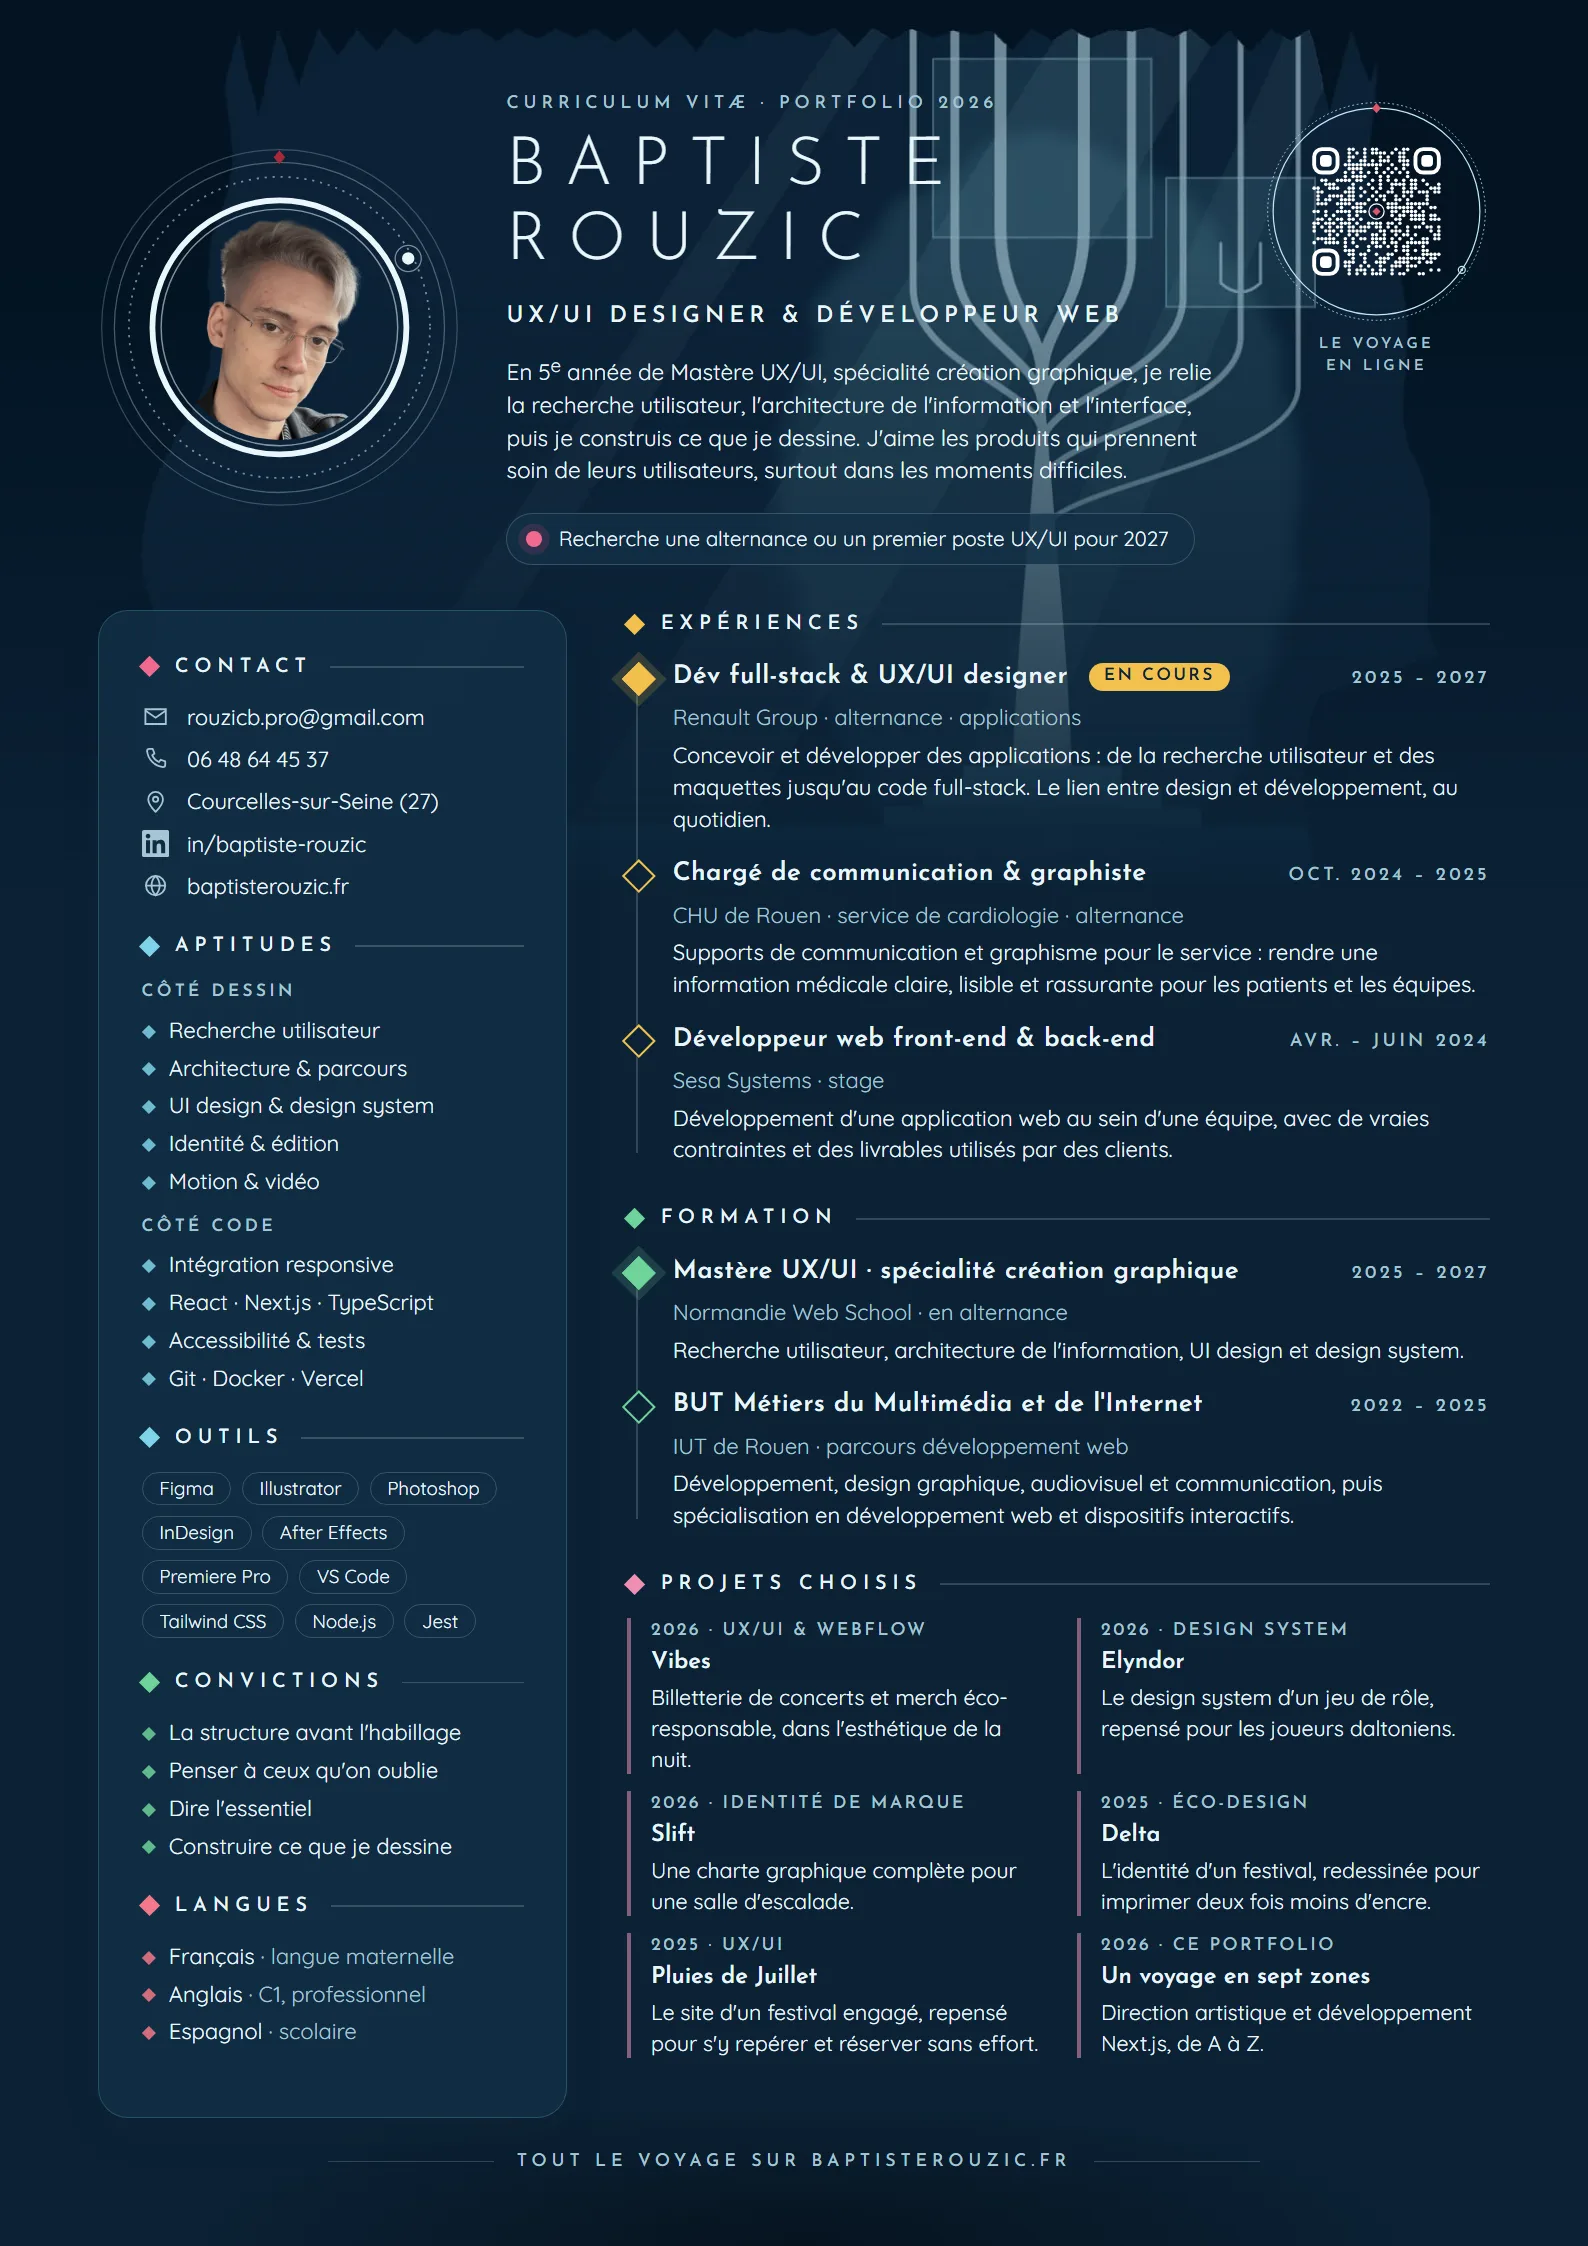 CURRICULUM VITÆ · PORTFOLIO 2026
BAPTISTE
ROUZIC
UX/UI DESIGNER & DÉVELOPPEUR WEB
En 5e année de Mastère UX/UI, spécialité création graphique, je relie
la recherche utilisateur, l'architecture de l'information et l'interface,
puis je construis ce que je dessine. J'aime les produits qui prennent
soin de leurs utilisateurs, surtout dans les moments difficiles.
Recherche une alternance ou un premier poste UX/UI pour 2027
LE VOYAGE
EN LIGNE
CONTACT
rouzicb.pro@gmail.com
06 48 64 45 37
Courcelles-sur-Seine (27)
in/baptiste-rouzic
baptisterouzic.fr
APTITUDES
CÔTÉ DESSIN
Recherche utilisateur
Architecture & parcours
UI design & design system
Identité & édition
Motion & vidéo
CÔTÉ CODE
Intégration responsive
React · Next.js · TypeScript
Accessibilité & tests
Git · Docker · Vercel
OUTILS
Figma Illustrator Photoshop
InDesign After Effects
Premiere Pro VS Code
Tailwind CSS Node.js Jest
CONVICTIONS
La structure avant l'habillage
Penser à ceux qu'on oublie
Dire l'essentiel
Construire ce que je dessine
LANGUES
Français · langue maternelle
Anglais · C1, professionnel
Espagnol · scolaire
EXPÉRIENCES
Dév full-stack & UX/UI designer EN COURS 2025 – 2027
Renault Group · alternance · applications
Concevoir et développer des applications : de la recherche utilisateur et des
maquettes jusqu'au code full-stack. Le lien entre design et développement, au
quotidien.
Chargé de communication & graphiste OCT. 2024 – 2025
CHU de Rouen · service de cardiologie · alternance
Supports de communication et graphisme pour le service : rendre une
information médicale claire, lisible et rassurante pour les patients et les équipes.
Développeur web front-end & back-end AVR. – JUIN 2024
Sesa Systems · stage
Développement d'une application web au sein d'une équipe, avec de vraies
contraintes et des livrables utilisés par des clients.
FORMATION
Mastère UX/UI · spécialité création graphique 2025 – 2027
Normandie Web School · en alternance
Recherche utilisateur, architecture de l'information, UI design et design system.
BUT Métiers du Multimédia et de l'Internet 2022 – 2025
IUT de Rouen · parcours développement web
Développement, design graphique, audiovisuel et communication, puis
spécialisation en développement web et dispositifs interactifs.
PROJETS CHOISIS
2026 · UX/UI & WEBFLOW
Vibes
Billetterie de concerts et merch éco-
responsable, dans l'esthétique de la
nuit.
2026 · DESIGN SYSTEM
Elyndor
Le design system d'un jeu de rôle,
repensé pour les joueurs daltoniens.
2026 · IDENTITÉ DE MARQUE
Slift
Une charte graphique complète pour
une salle d'escalade.
2025 · ÉCO-DESIGN
Delta
L'identité d'un festival, redessinée pour
imprimer deux fois moins d'encre.
2025 · UX/UI
Pluies de Juillet
Le site d'un festival engagé, repensé
pour s'y repérer et réserver sans effort.
2026 · CE PORTFOLIO
Un voyage en sept zones
Direction artistique et développement
Next.js, de A à Z.
TOUT LE VOYAGE SUR BAPTISTEROUZIC.FR